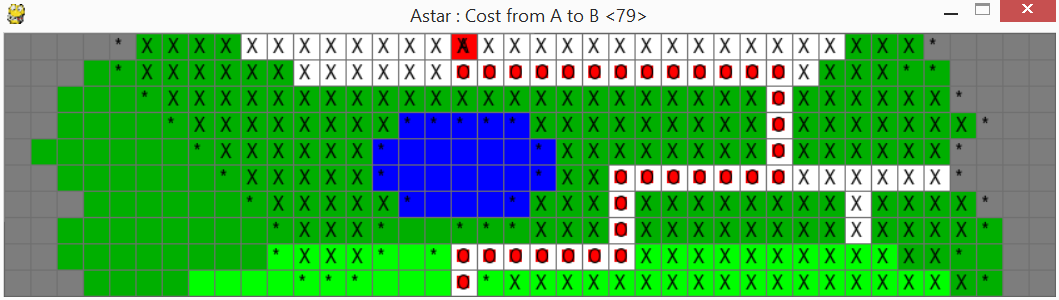 Astar : Cost from A to B <79>
* X X X X X X X X X X X X X X X X X X X X X X X X X X X X X X *
* X X X X X X X X X X X X O O O O O O O O O O O O O X X X X * *
* X X X X X X X X X X X X X X X X X X X X X X X O X X X X X X *
* X X X X X X X X * * * * * X X X X X X X X X O X X X X X X X *
* X X X X X X * * X X X X X X X X O X X X X X X *
* X X X X X * * X X O O O O O O O X X X X X X *
* X X X X X * * X X X O X X X X X X X X X X X X *
* X X X * * * * X X X O X X X X X X X X X X X X X *
* X X X * * O O O O O O O X X X X X X X X X X X X * *
* * * O * X X X X X X X X X X X X X X X X X * *